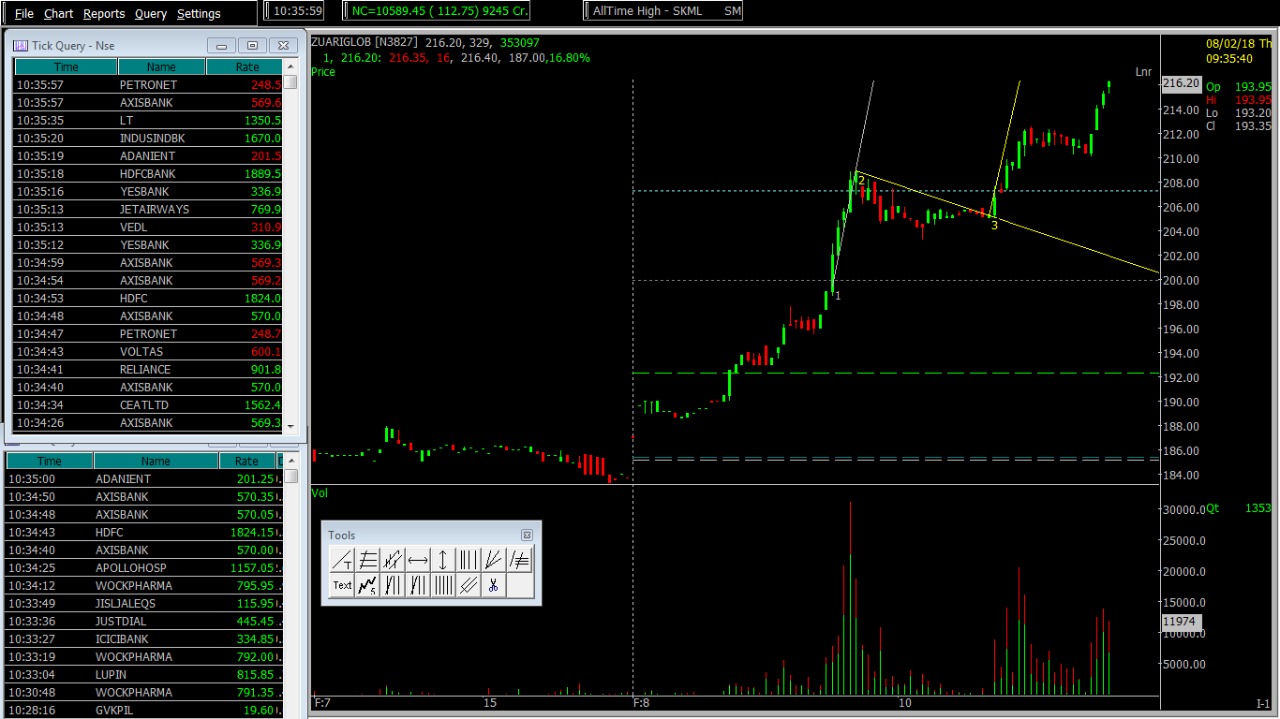 File Chart Reports Query Settings
10:35:59
NC=10589.45 ( 112.75) 9245 Cr.
AllTime High - SKML SM
Tick Query - Nse
Time Name Rate
10:35:57 PETRONET 248.5
10:35:57 AXISBANK 569.6
10:35:35 LT 1350.5
10:35:20 INDUSINDBK 1670.0
10:35:19 ADANIENT 201.5
10:35:18 HDFCBANK 1889.5
10:35:16 YESBANK 336.9
10:35:13 JETAIRWAYS 769.9
10:35:13 VEDL 310.9
10:35:12 YESBANK 336.9
10:34:59 AXISBANK 569.3
10:34:54 AXISBANK 569.2
10:34:53 HDFC 1824.0
10:34:48 AXISBANK 570.0
10:34:47 PETRONET 248.7
10:34:43 VOLTAS 600.1
10:34:41 RELIANCE 901.8
10:34:40 AXISBANK 570.0
10:34:34 CEATLTD 1562.4
10:34:26 AXISBANK 569.3
Time Name Rate
10:35:00 ADANIENT 201.25
10:34:50 AXISBANK 570.35
10:34:48 AXISBANK 570.05
10:34:43 HDFC 1824.15
10:34:40 AXISBANK 570.00
10:34:25 APOLLOHOSP 1157.05
10:34:12 WOCKPHARMA 795.95
10:33:49 JISLJALEQS 115.95
10:33:36 JUSTDIAL 445.45
10:33:27 ICICIBANK 334.85
10:33:19 WOCKPHARMA 792.00
10:33:04 LUPIN 815.85
10:30:48 WOCKPHARMA 791.35
10:28:16 GVKPIL 19.60
ZUARIGLOB [N3827] 216.20, 329, 353097
1, 216.20: 216.35, 16, 216.40, 187.00,16.80%
Price
Lnr
2
3
1
216.20
214.00
212.00
210.00
208.00
206.00
204.00
202.00
200.00
198.00
196.00
194.00
192.00
190.00
188.00
186.00
184.00
08/02/18 Th
09:35:40
Op 193.95
Hi 193.95
Lo 193.20
Cl 193.35
Vol
Tools
T
Text
5
30000.0
25000.0
20000.0
15000.0
11974
10000.0
5000.00
Qt 1353
F:7 15 F:8 10 I-1